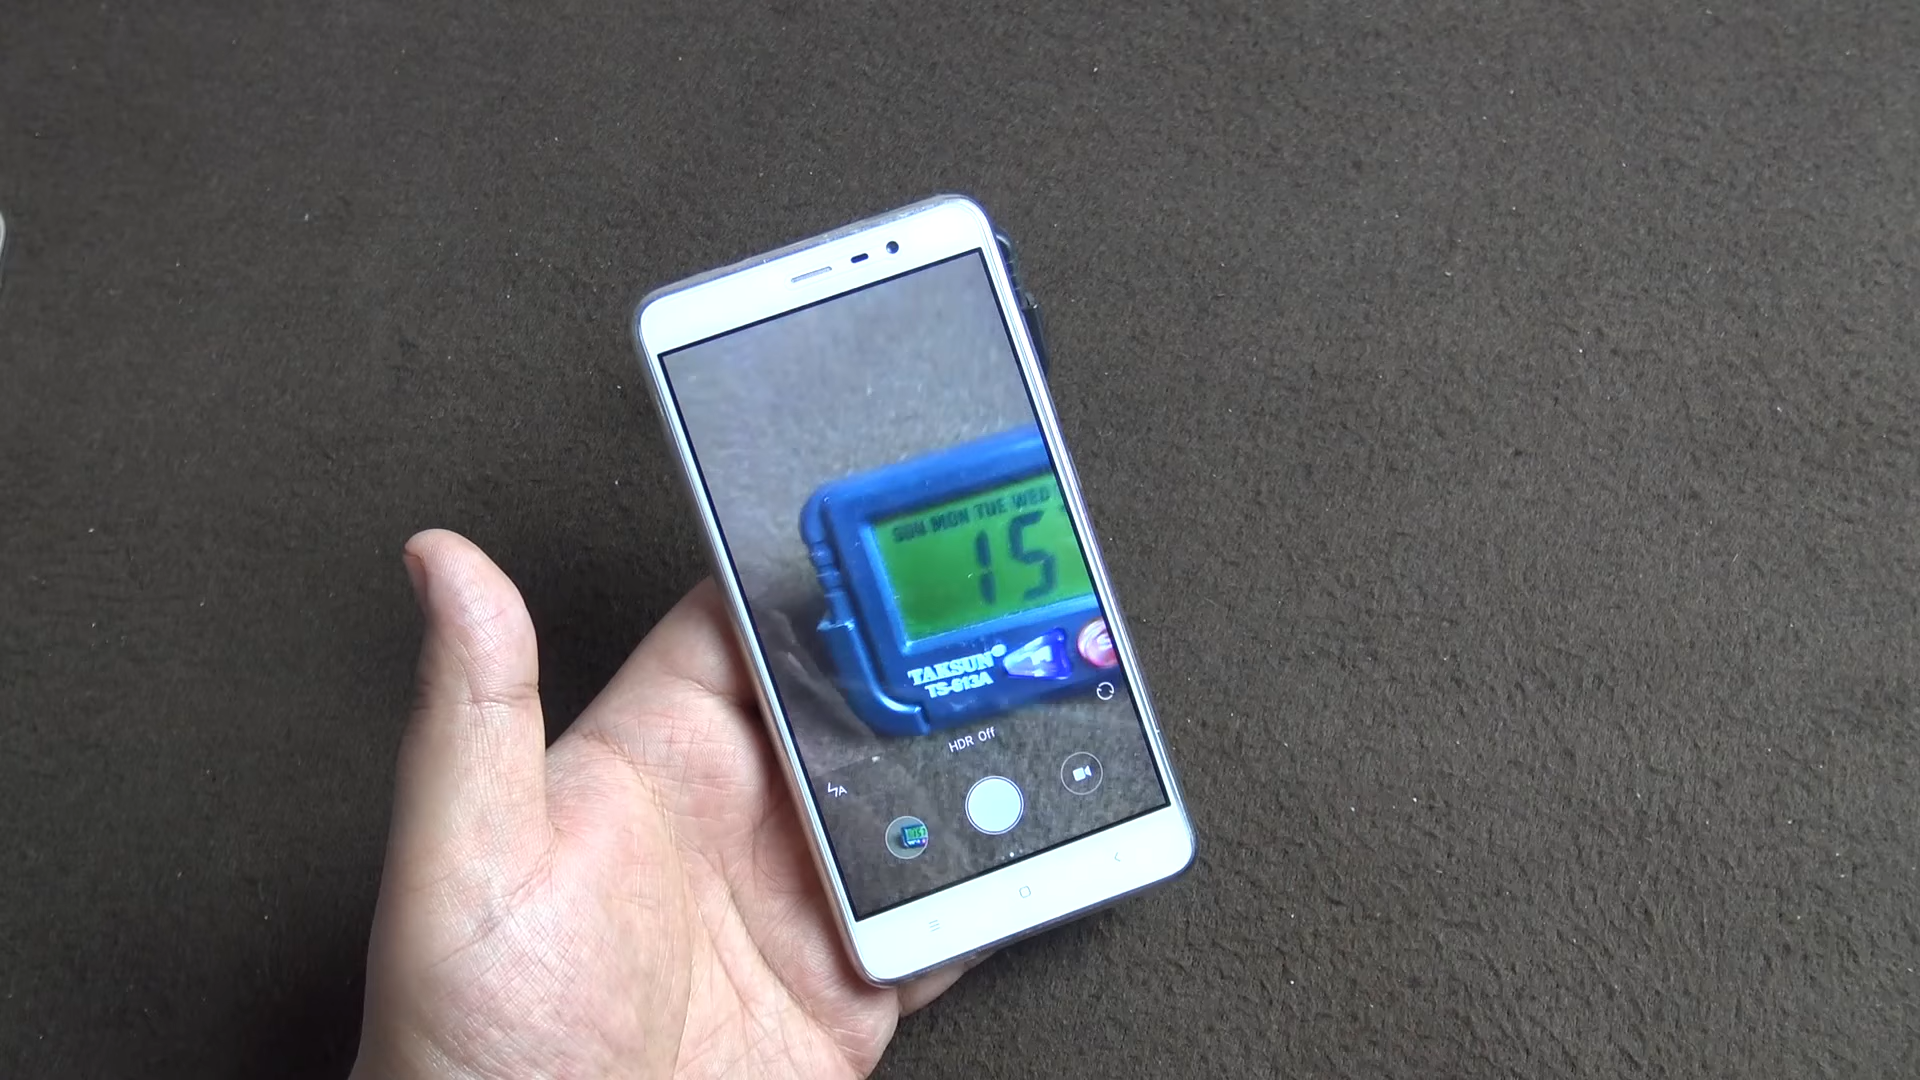 SUN MON TUE WED
15
TAKSUN®
TS-613A
HDR Off